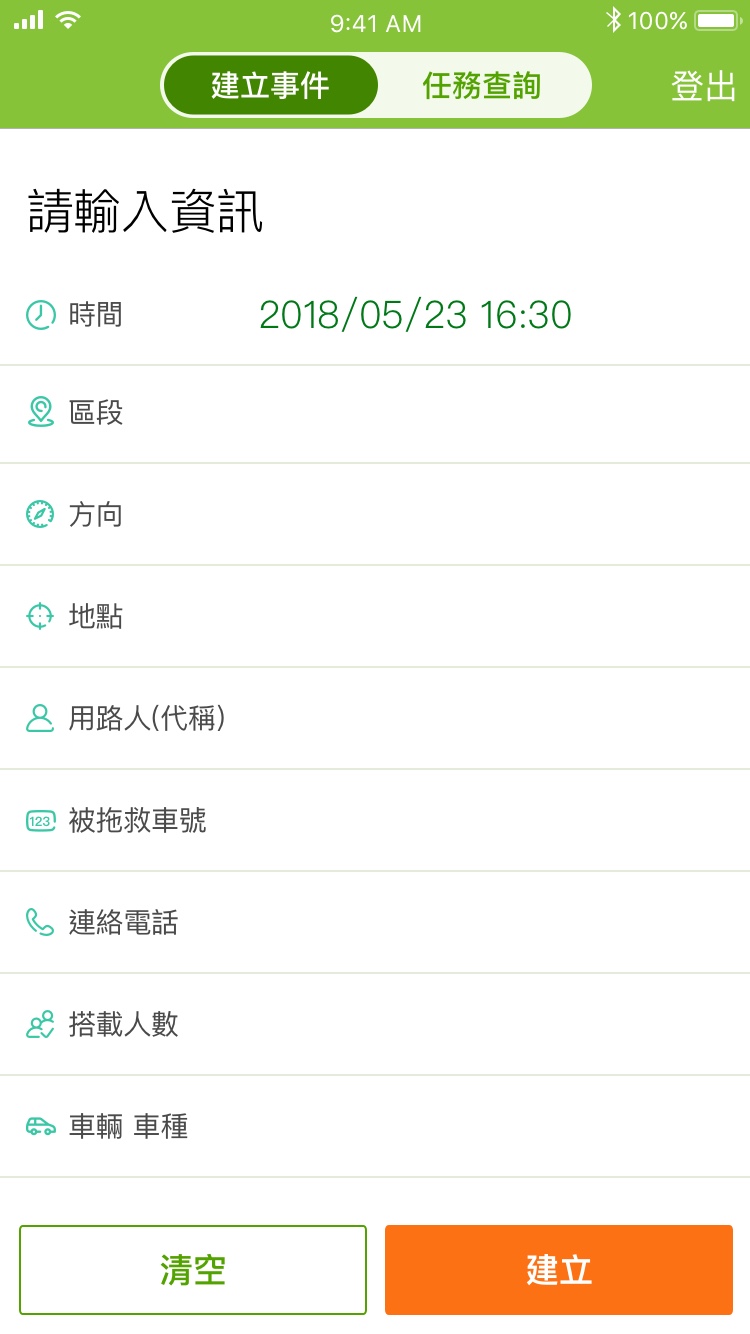 9:41 AM
100%
建立事件
任務查詢
登出
請輸入資訊
時間 2018/05/23 16:30
區段
方向
地點
用路人(代稱)
123 被拖救車號
連絡電話
搭載人數
車輛 車種
清空
建立